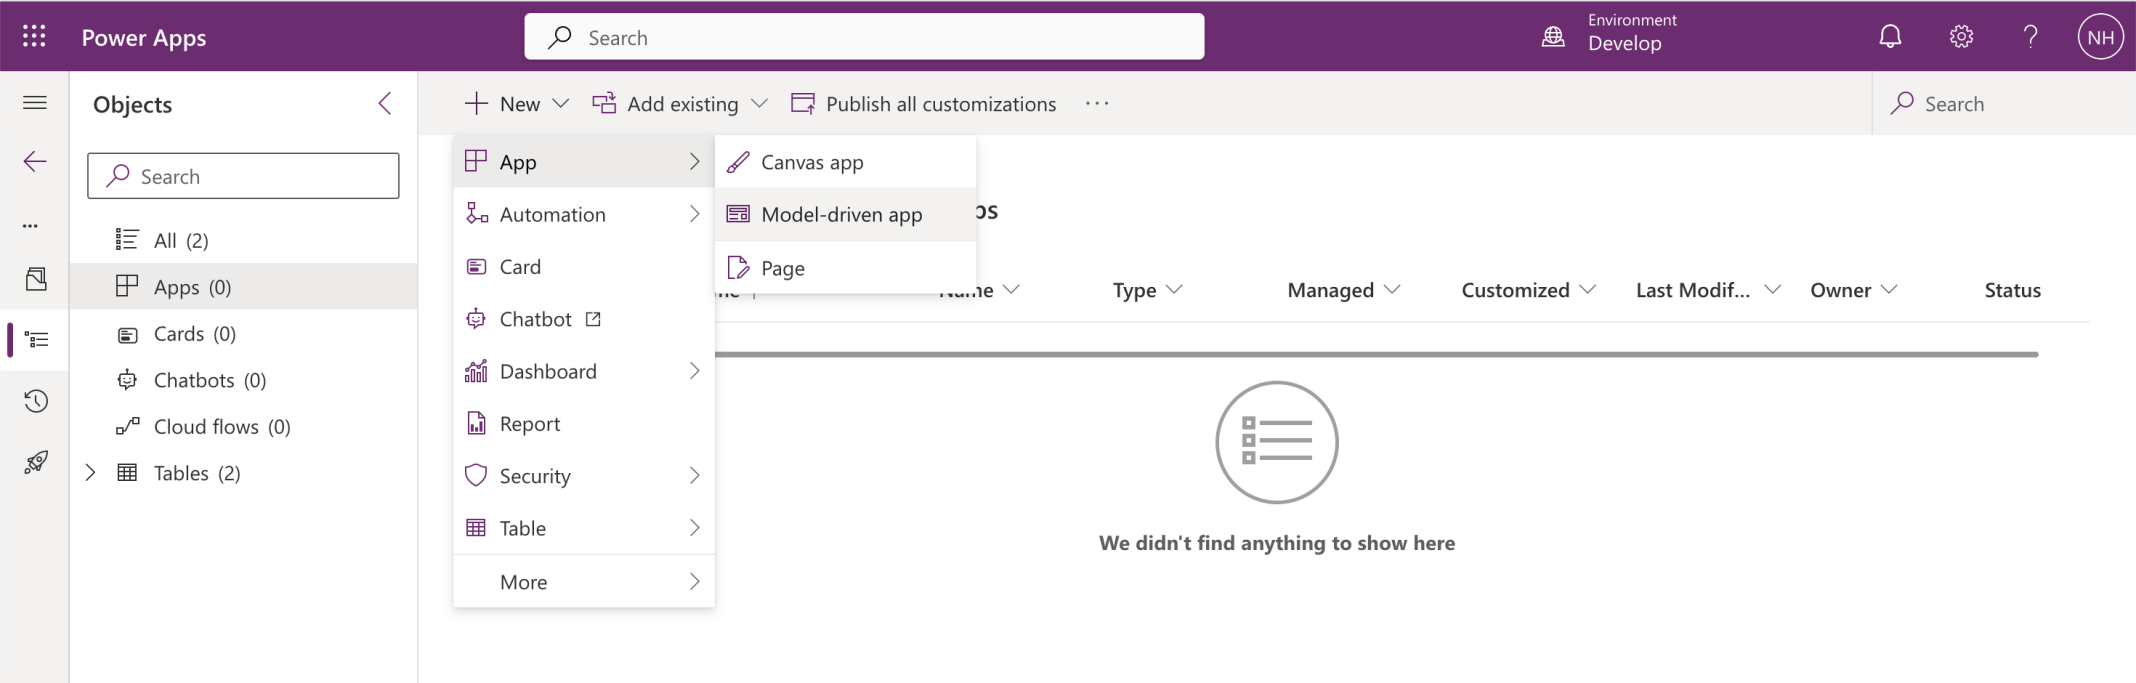 Power Apps
Search
Environment
Develop
?
NH
Objects
Search
All (2)
Apps (0)
Cards (0)
Chatbots (0)
Cloud flows (0)
Tables (2)
New
Add existing
Publish all customizations
...
Search
App
Automation
Card
Chatbot
Dashboard
Report
Security
Table
More
Canvas app
Model-driven app
Page
Name
Type
Managed
Customized
Last Modif...
Owner
Status
We didn't find anything to show here